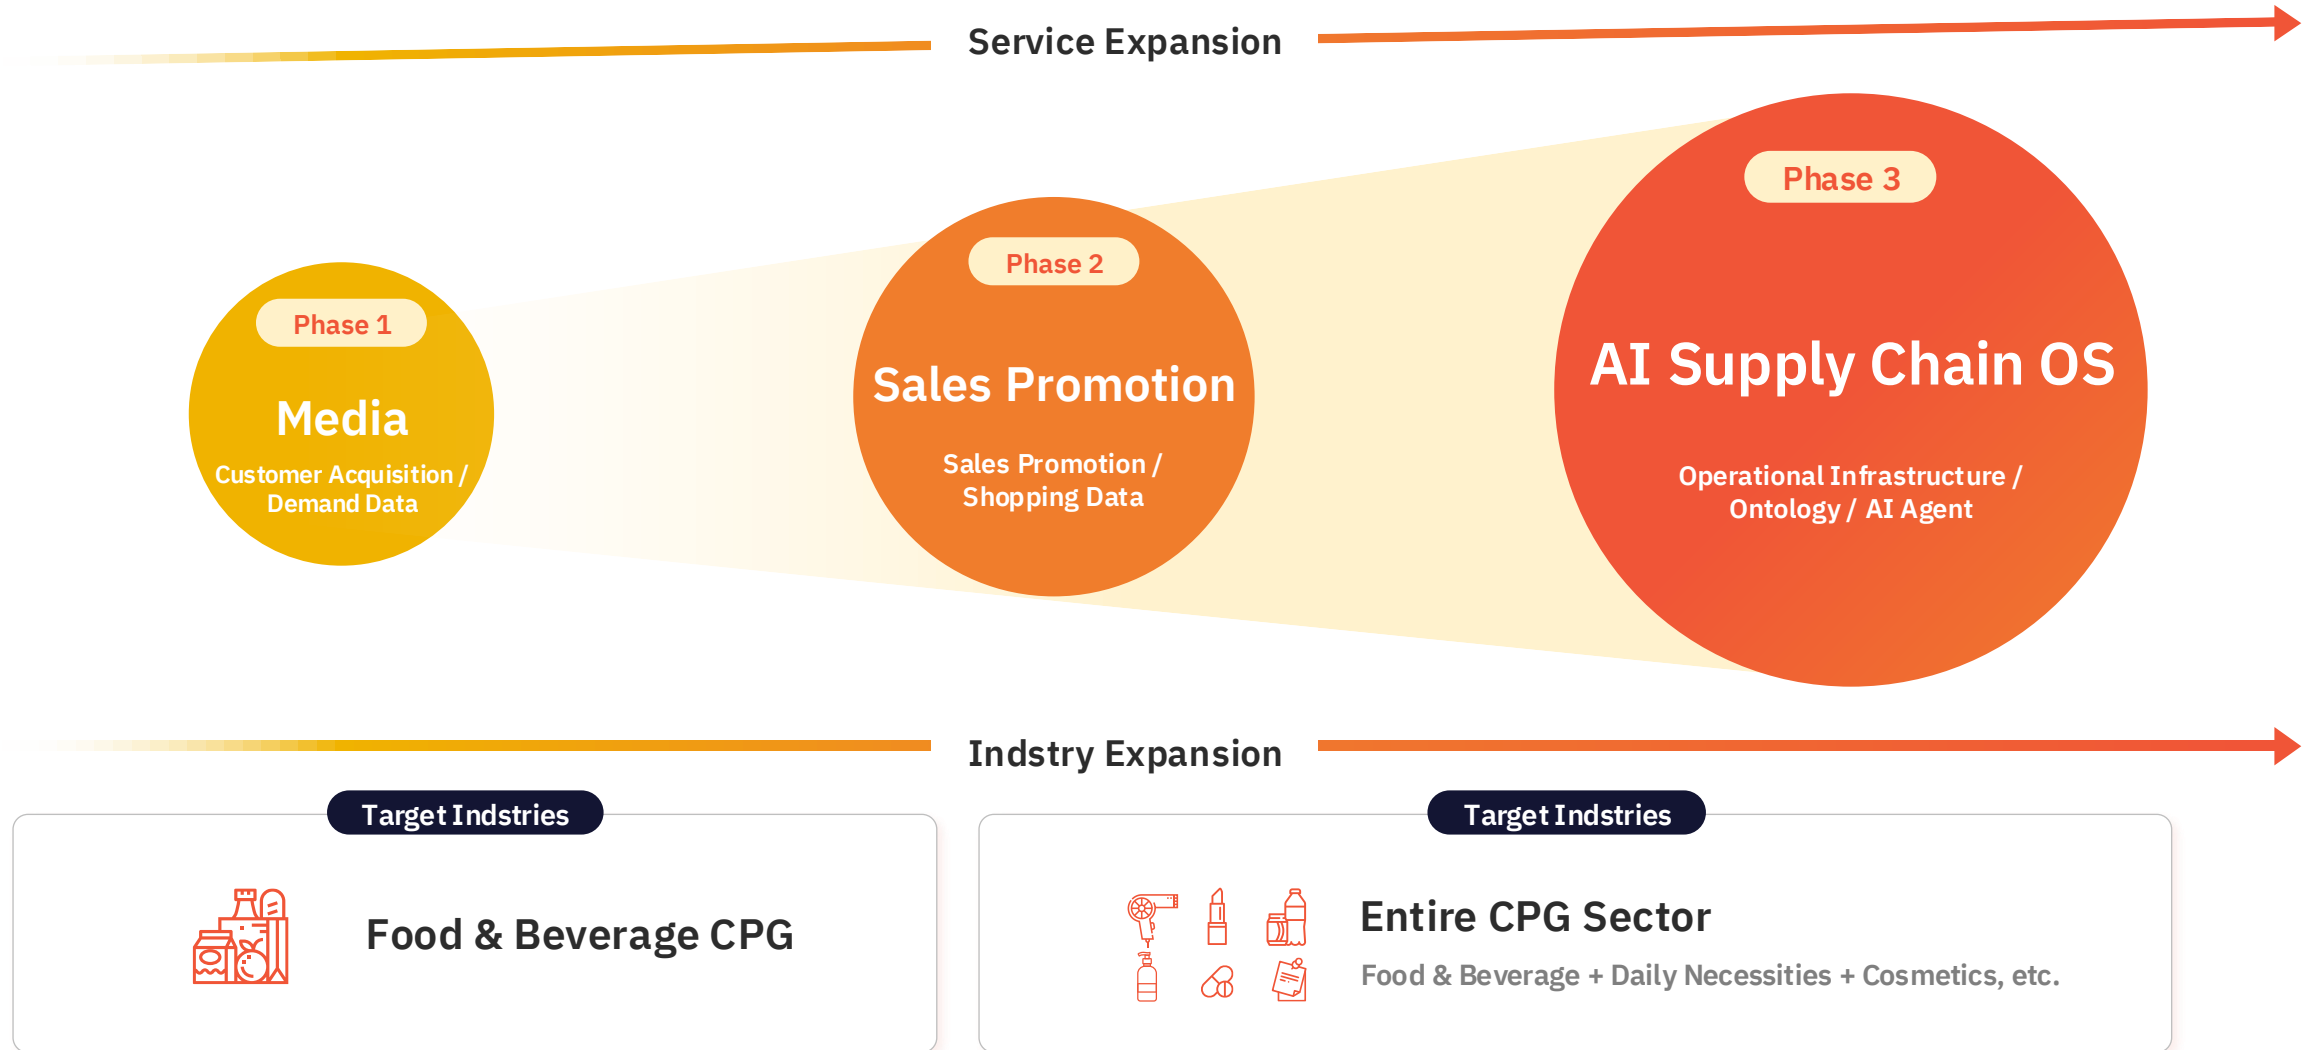 Service Expansion
Phase 1
Media
Customer Acquisition /
Demand Data
Phase 2
Sales Promotion
Sales Promotion /
Shopping Data
Phase 3
AI Supply Chain OS
Operational Infrastructure /
Ontology / AI Agent
Indstry Expansion
Target Indstries
Food & Beverage CPG
Target Indstries
Entire CPG Sector
Food & Beverage + Daily Necessities + Cosmetics, etc.